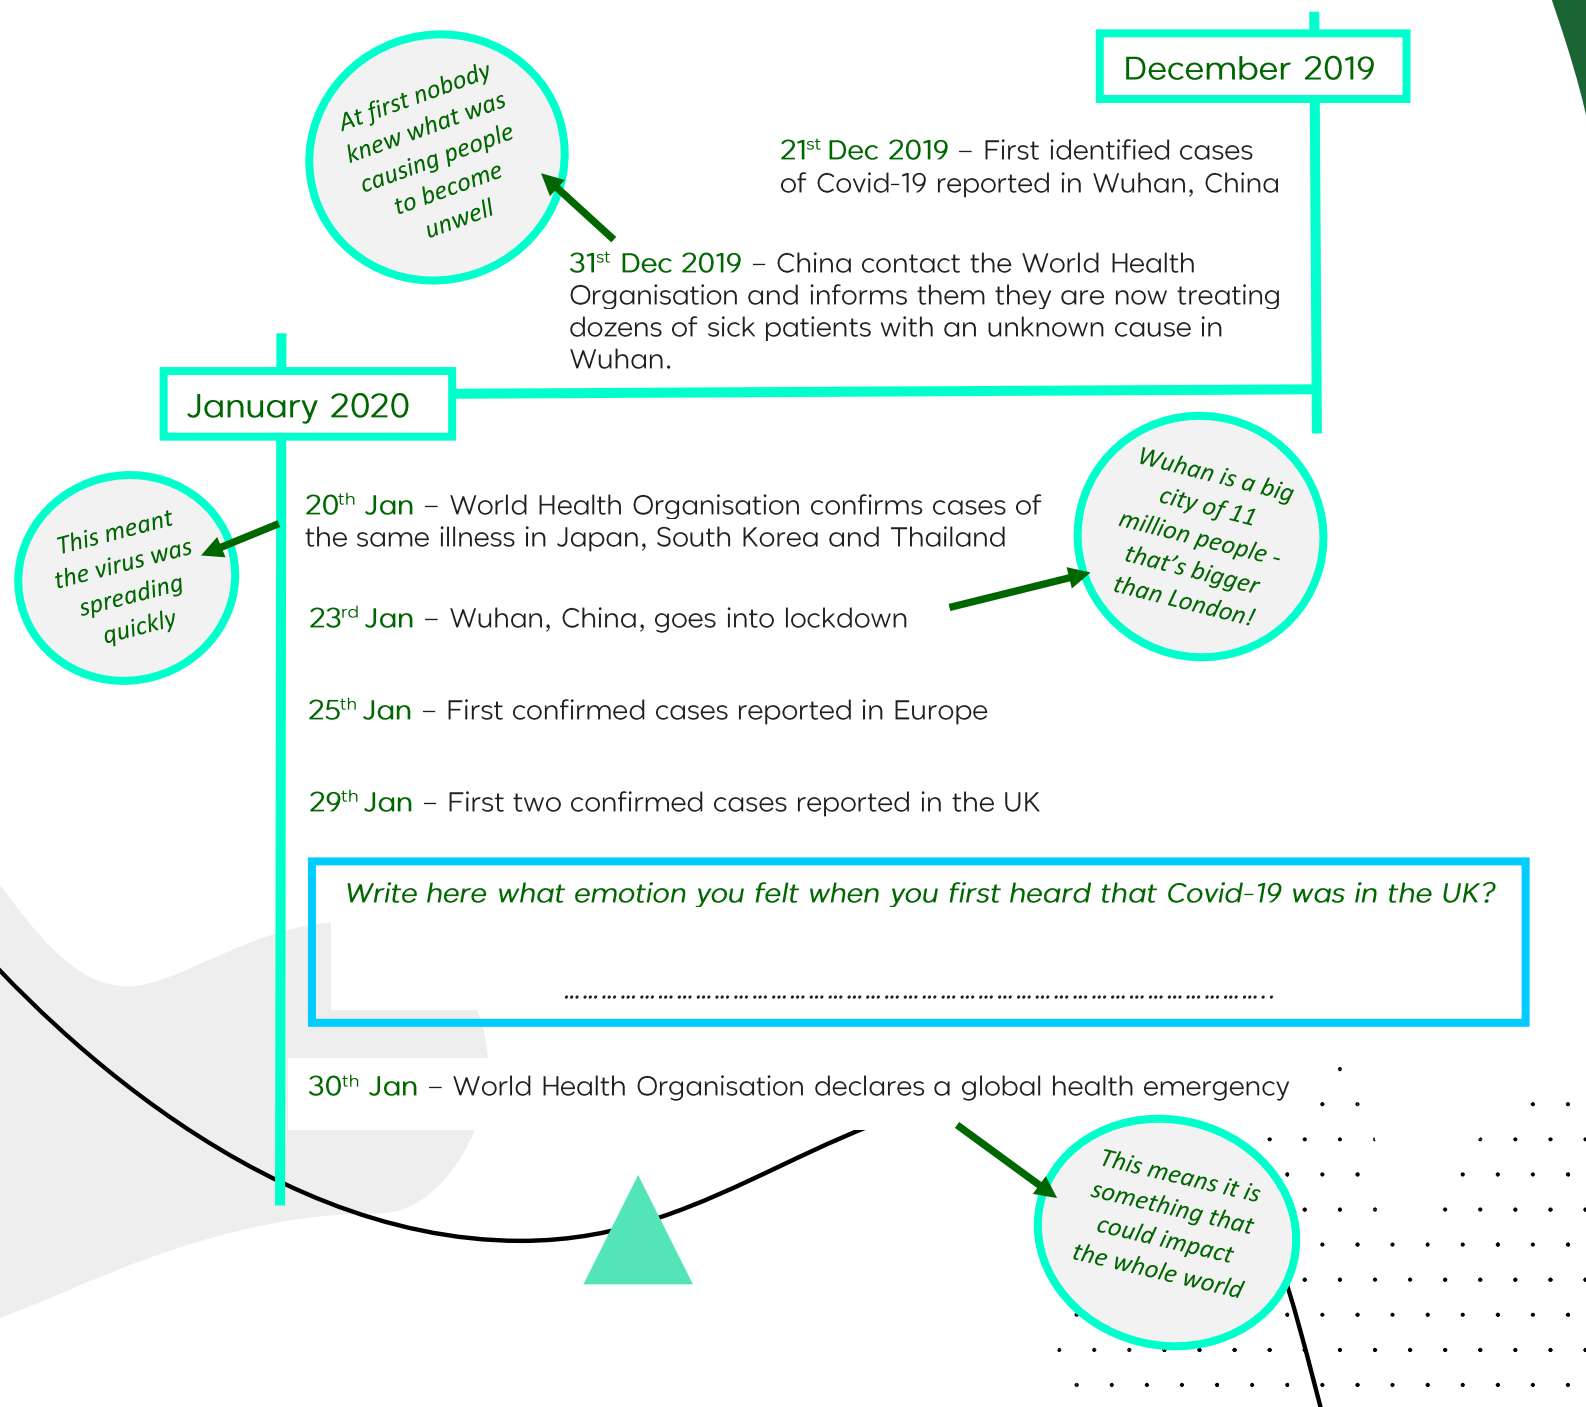 December 2019
At first nobody
knew what was
causing people
to become
unwell
21st Dec 2019 – First identified cases
of Covid-19 reported in Wuhan, China
31st Dec 2019 – China contact the World Health
Organisation and informs them they are now treating
dozens of sick patients with an unknown cause in
Wuhan.
January 2020
20th Jan – World Health Organisation confirms cases of
the same illness in Japan, South Korea and Thailand
This meant
the virus was
spreading
quickly
Wuhan is a big
city of 11
million people -
that's bigger
than London!
23rd Jan – Wuhan, China, goes into lockdown
25th Jan – First confirmed cases reported in Europe
29th Jan – First two confirmed cases reported in the UK
Write here what emotion you felt when you first heard that Covid-19 was in the UK?
………………………………………………………………………………………………………..
30th Jan – World Health Organisation declares a global health emergency
This means it is
something that
could impact
the whole world